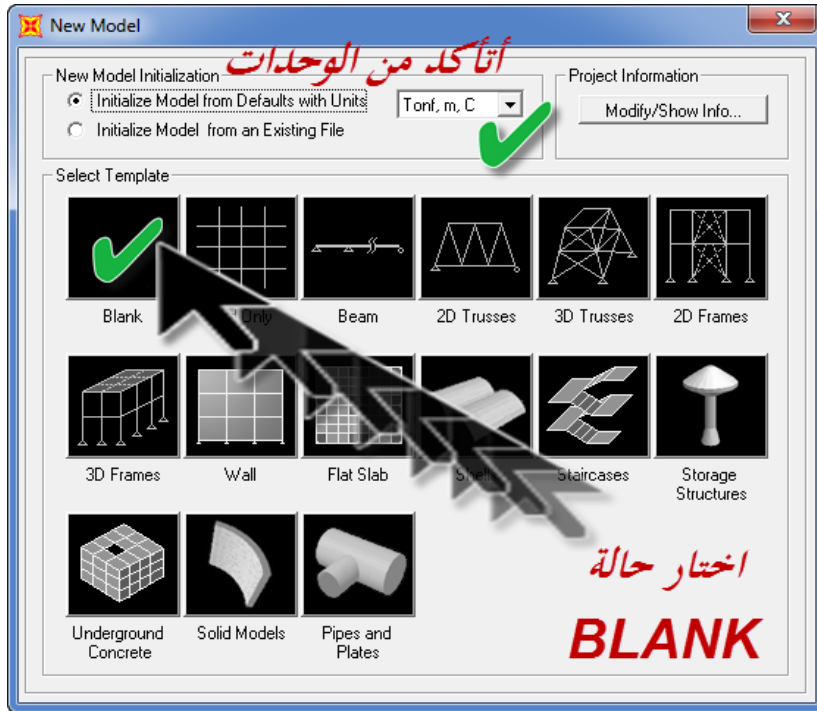 New Model
أتأكد من الوحدات
New Model Initialization
Project Information
Initialize Model from Defaults with Units
Tonf, m, C
Modify/Show Info...
Initialize Model from an Existing File
Select Template
Blank
Only
Beam
2D Trusses
3D Trusses
2D Frames
3D Frames
Wall
Flat Slab
Shells
Staircases
Storage
Structures
Underground
Concrete
Solid Models
Pipes and
Plates
اختار حالة
BLANK